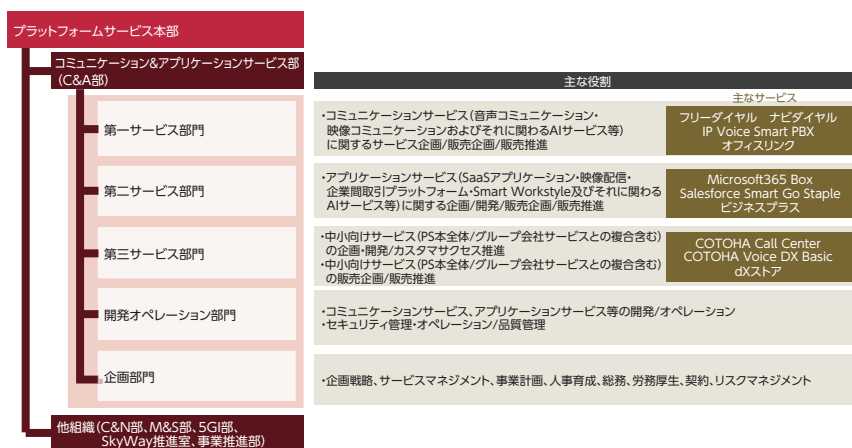 プラットフォームサービス本部
コミュニケーション&アプリケーションサービス部
(C&A部)
主な役割
主なサービス
第一サービス部門
・コミュニケーションサービス(音声コミュニケーション・
映像コミュニケーションおよびそれに関わるAIサービス等)
に関するサービス企画/販売企画/販売推進
フリーダイヤル ナビダイヤル
IP Voice Smart PBX
オフィスリンク
第二サービス部門
・アプリケーションサービス(SaaSアプリケーション・映像配信・
企業間取引プラットフォーム・Smart Workstyle及びそれに関わる
AIサービス等)に関する企画/開発/販売企画/販売推進
Microsoft365 Box
Salesforce Smart Go Staple
ビジネスプラス
第三サービス部門
・中小向けサービス(PS本全体/グループ会社サービスとの複合含む)
の企画・開発/カスタマサクセス推進
・中小向けサービス(PS本全体/グループ会社サービスとの複合含む)
の販売企画/販売推進
COTOHA Call Center
COTOHA Voice DX Basic
dXストア
開発オペレーション部門
・コミュニケーションサービス、アプリケーションサービス等の開発/オペレーション
・セキュリティ管理・オペレーション/品質管理
企画部門
・企画戦略、サービスマネジメント、事業計画、人事育成、総務、労務厚生、契約、リスクマネジメント
他組織(C&N部、M&S部、5GI部、
SkyWay推進室、事業推進部)